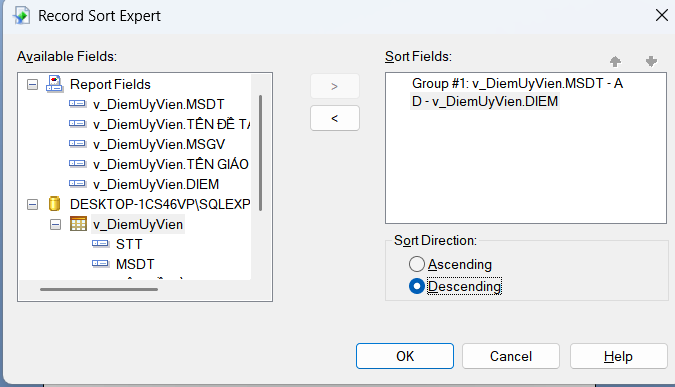 Record Sort Expert
Available Fields:
Report Fields
v_DiemUyVien.MSDT
v_DiemUyVien.TÊN ĐỀ TÀ
v_DiemUyVien.MSGV
v_DiemUyVien.TÊN GIÁO
v_DiemUyVien.DIEM
DESKTOP-1CS46VP\SQLEXP
v_DiemUyVien
STT
MSDT
>
<
Sort Fields:
Group #1: v_DiemUyVien.MSDT - A
D - v_DiemUyVien.DIEM
Sort Direction:
Ascending
Descending
OK
Cancel
Help